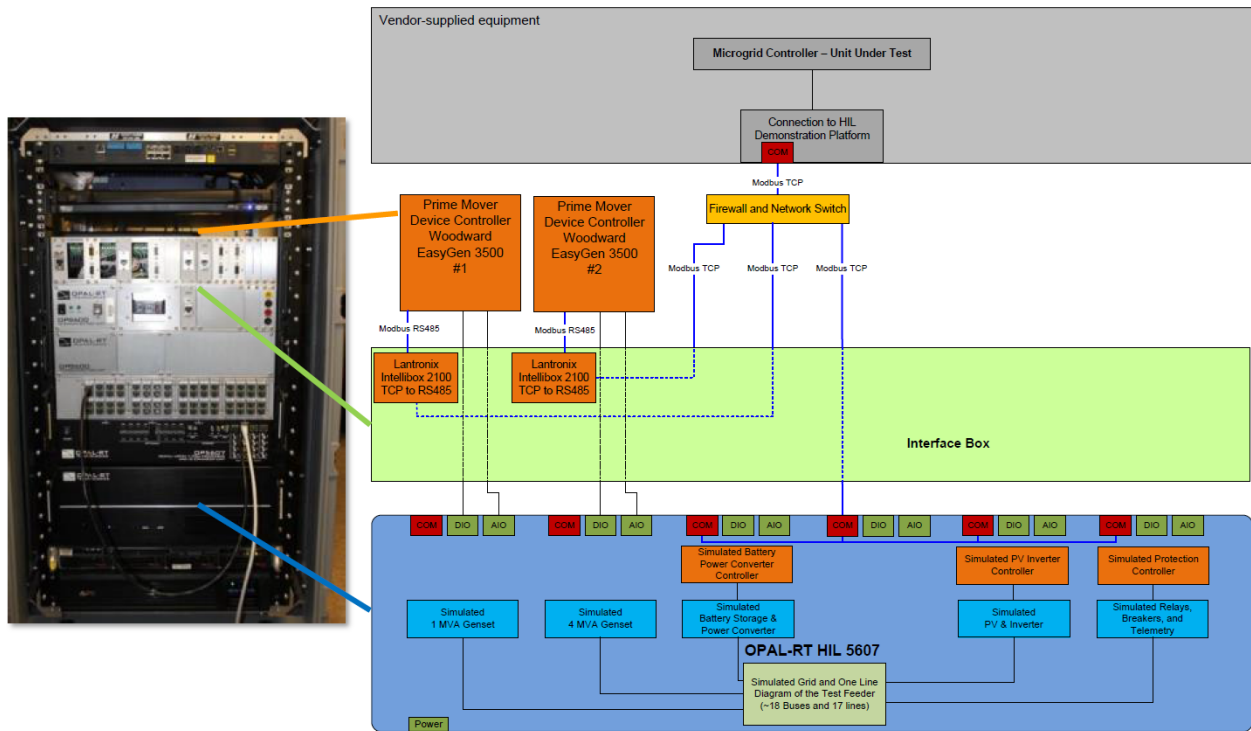 Vendor-supplied equipment
Microgrid Controller – Unit Under Test
Connection to HIL
Demonstration Platform
COM
Modbus TCP
Firewall and Network Switch
Prime Mover
Device Controller
Woodward
EasyGen 3500
#1
Prime Mover
Device Controller
Woodward
EasyGen 3500
#2
Modbus TCP
Modbus TCP
Modbus TCP
Modbus RS485
Modbus RS485
Lantronix
Intellibox 2100
TCP to RS485
Lantronix
Intellibox 2100
TCP to RS485
Interface Box
OPAL-RT
OPAL-RT
OPAL-RT
OPAL-RT
COM DIO AIO
COM DIO AIO
COM DIO AIO
COM DIO AIO
COM DIO AIO
COM DIO AIO
Simulated Battery
Power Converter
Controller
Simulated PV Inverter
Controller
Simulated Protection
Controller
Simulated
1 MVA Genset
Simulated
4 MVA Genset
Simulated
Battery Storage &
Power Converter
Simulated
PV & Inverter
Simulated Relays,
Breakers, and
Telemetry
OPAL-RT HIL 5607
Simulated Grid and One Line
Diagram of the Test Feeder
(~18 Buses and 17 lines)
Power